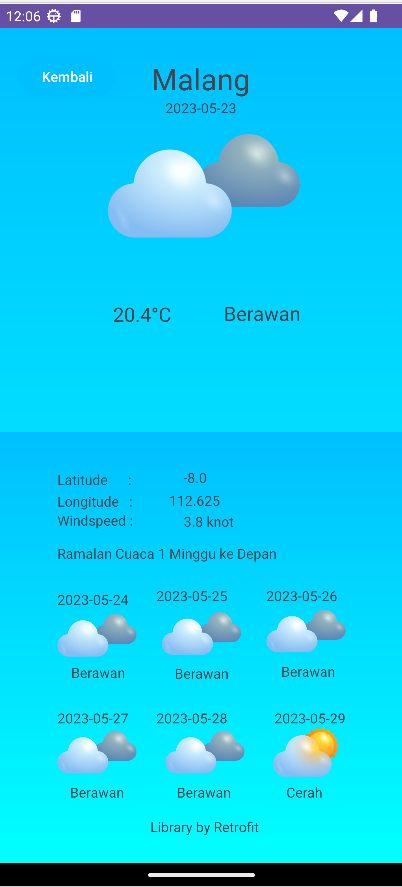 12:06
Kembali
Malang
2023-05-23
20.4°C Berawan
Latitude : -8.0
Longitude : 112.625
Windspeed : 3.8 knot
Ramalan Cuaca 1 Minggu ke Depan
2023-05-24 2023-05-25 2023-05-26
Berawan Berawan Berawan
2023-05-27 2023-05-28 2023-05-29
Berawan Berawan Cerah
Library by Retrofit